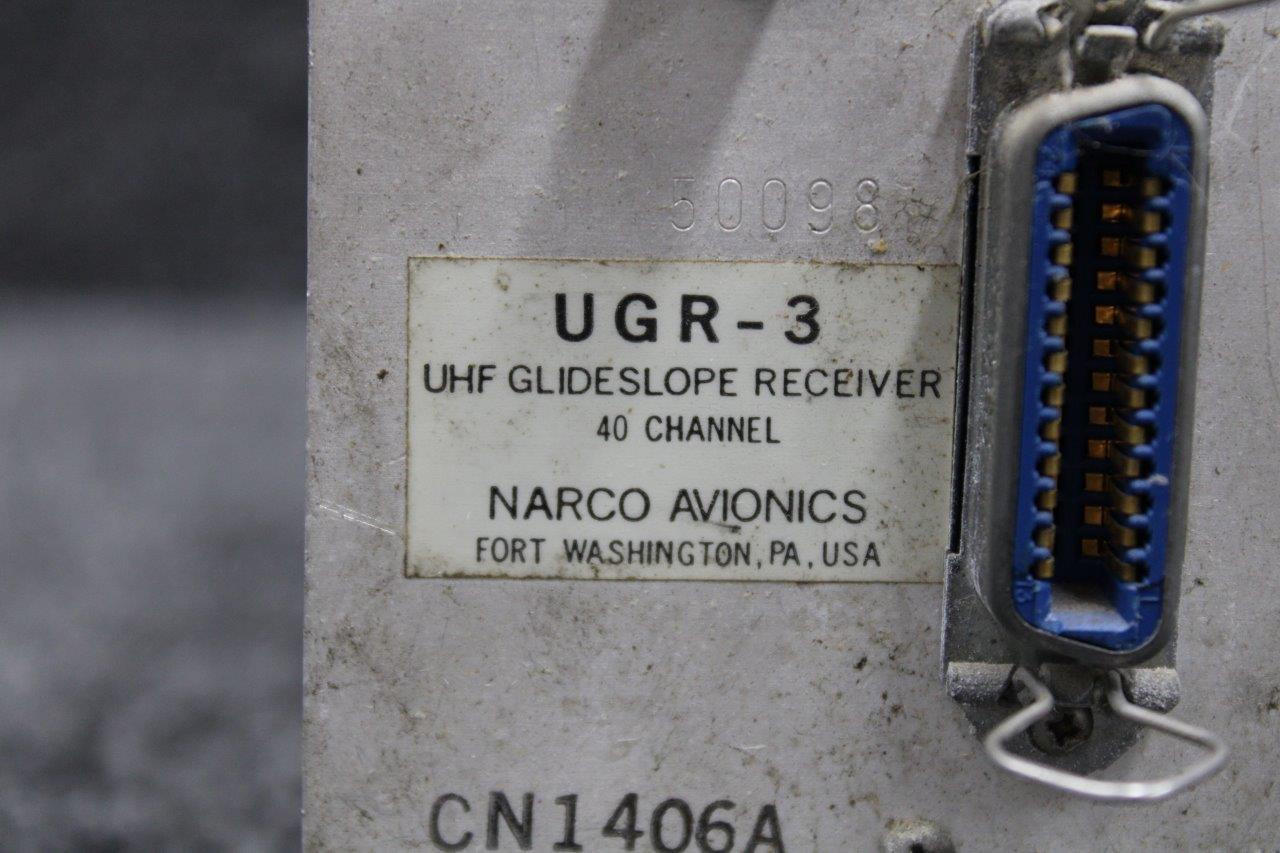 50098
UGR-3
UHF GLIDESLOPE RECEIVER
40 CHANNEL
NARCO AVIONICS
FORT WASHINGTON, PA, USA
CN1406A